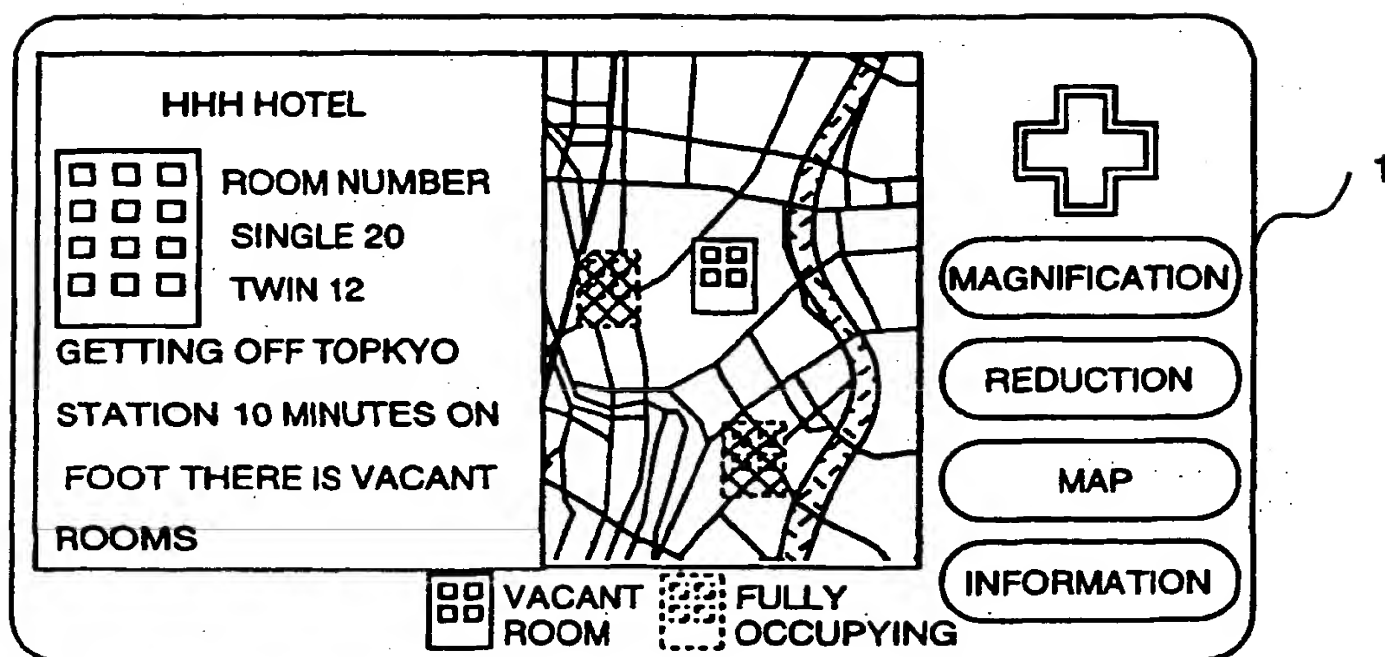 HHH HOTEL
ROOM NUMBER
SINGLE 20
TWIN 12
GETTING OFF TOPKYO
STATION 10 MINUTES ON
FOOT THERE IS VACANT
ROOMS
MAGNIFICATION
REDUCTION
MAP
INFORMATION
VACANT
ROOM
FULLY
OCCUPYING
1